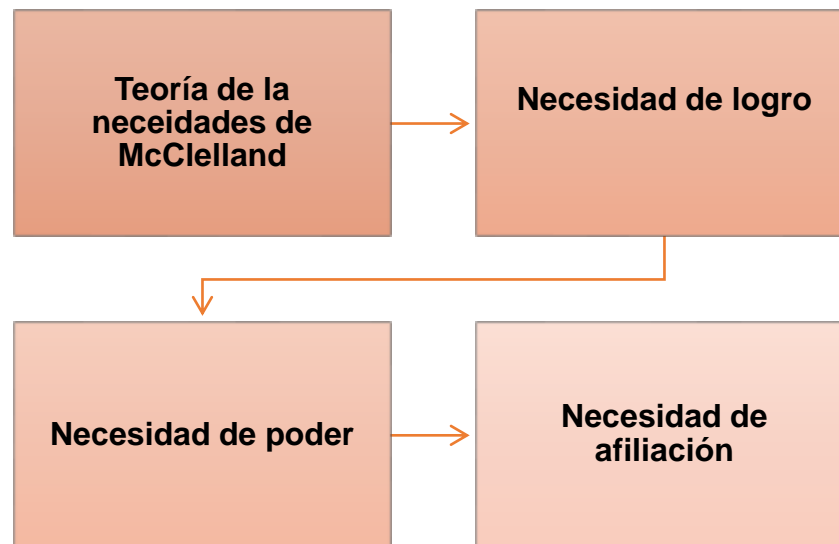 Teoría de la
neceidades de
McClelland
Necesidad de logro
Necesidad de poder
Necesidad de
afiliación